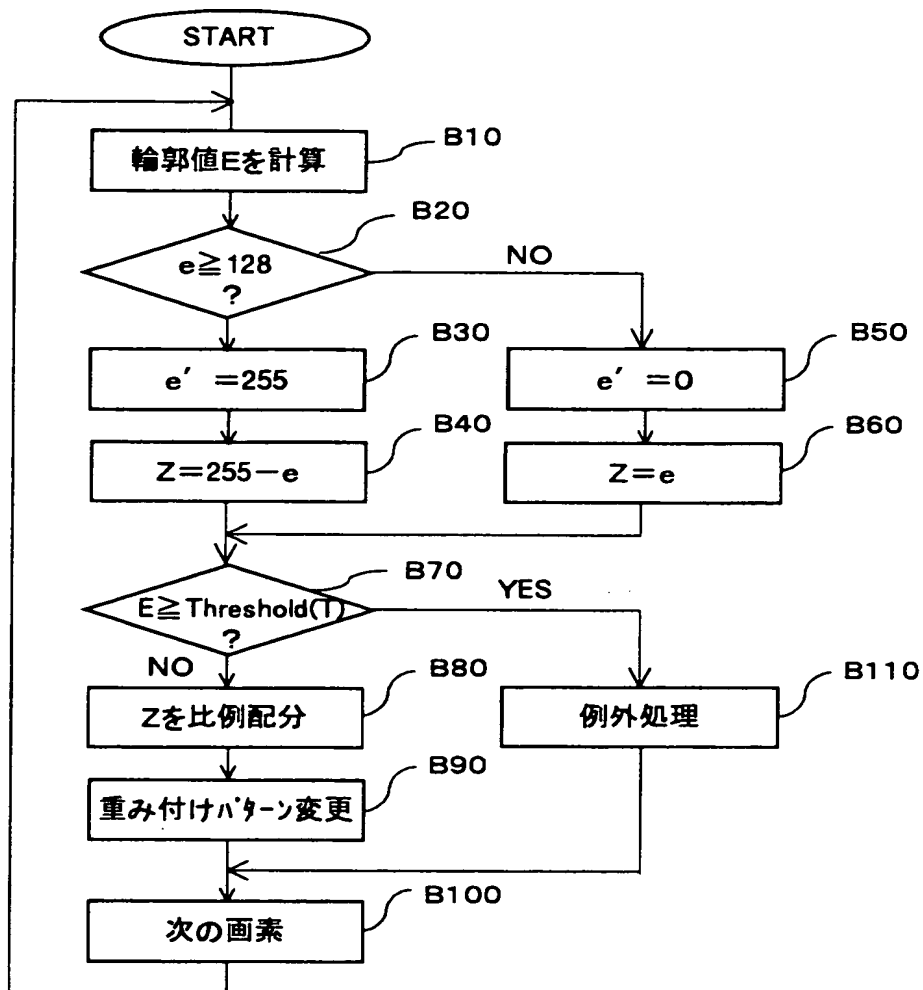 START
輪郭値Eを計算
B10
B20
e≧128
?
NO
B30
e′ =255
B50
e′ =0
B40
Z=255-e
B60
Z=e
B70
E≧Threshold(T)
?
YES
NO
B80
Zを比例配分
B110
例外処理
B90
重み付けパターン変更
B100
次の画素